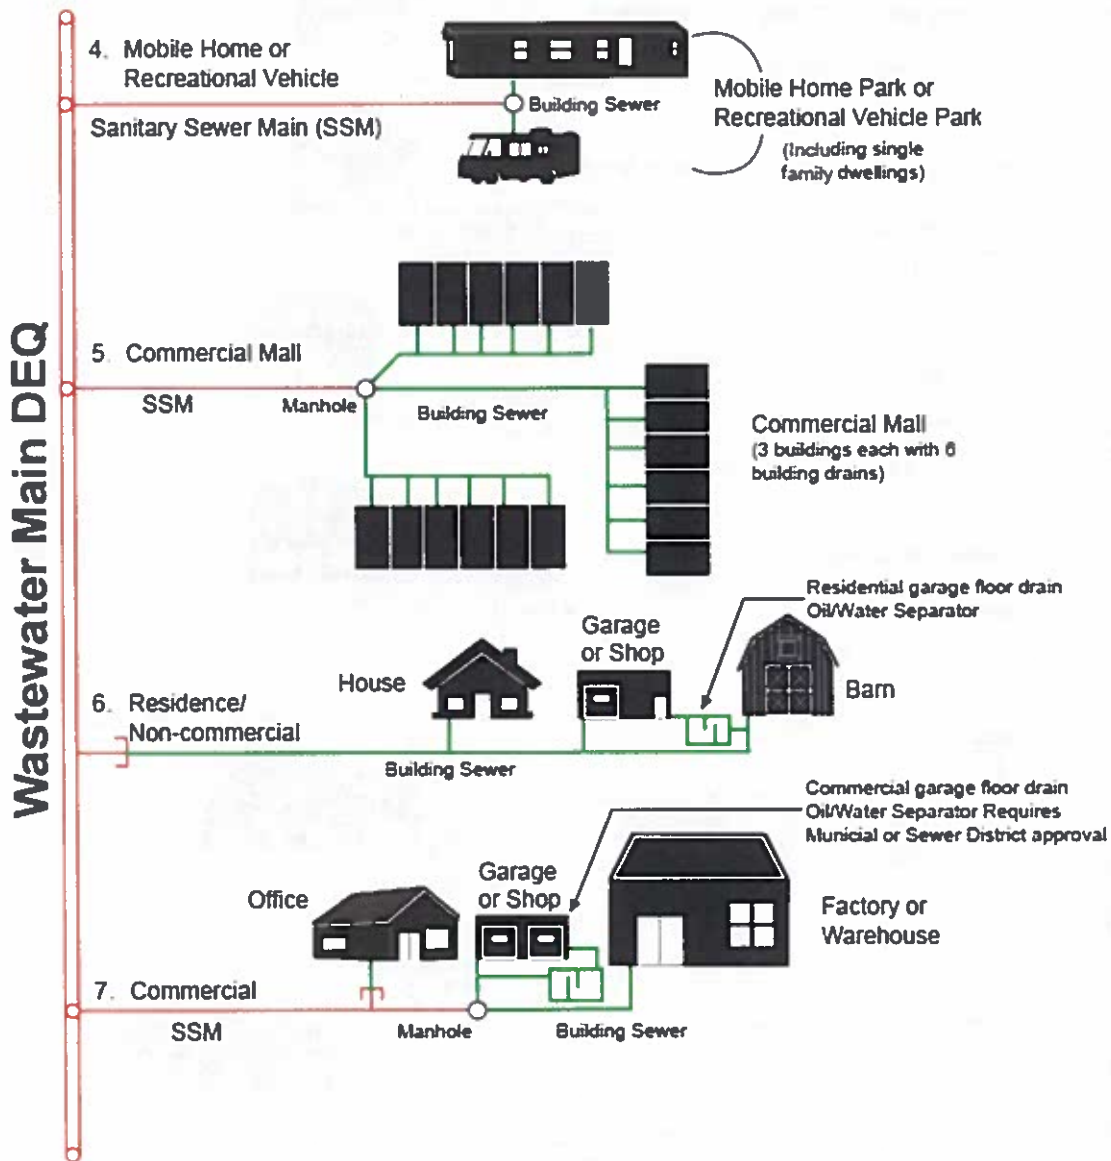 Wastewater Main DEQ
4. Mobile Home or
Recreational Vehicle
Sanitary Sewer Main (SSM)
Building Sewer
Mobile Home Park or
Recreational Vehicle Park
(Including single
family dwellings)
5. Commercial Mall
SSM
Manhole
Building Sewer
Commercial Mall
(3 buildings each with 6
building drains)
6. Residence/
Non-commercial
House
Garage
or Shop
Residential garage floor drain
Oil/Water Separator
Barn
Building Sewer
7. Commercial
SSM
Office
Garage
or Shop
Commercial garage floor drain
Oil/Water Separator Requires
Municial or Sewer District approval
Factory or
Warehouse
Manhole
Building Sewer